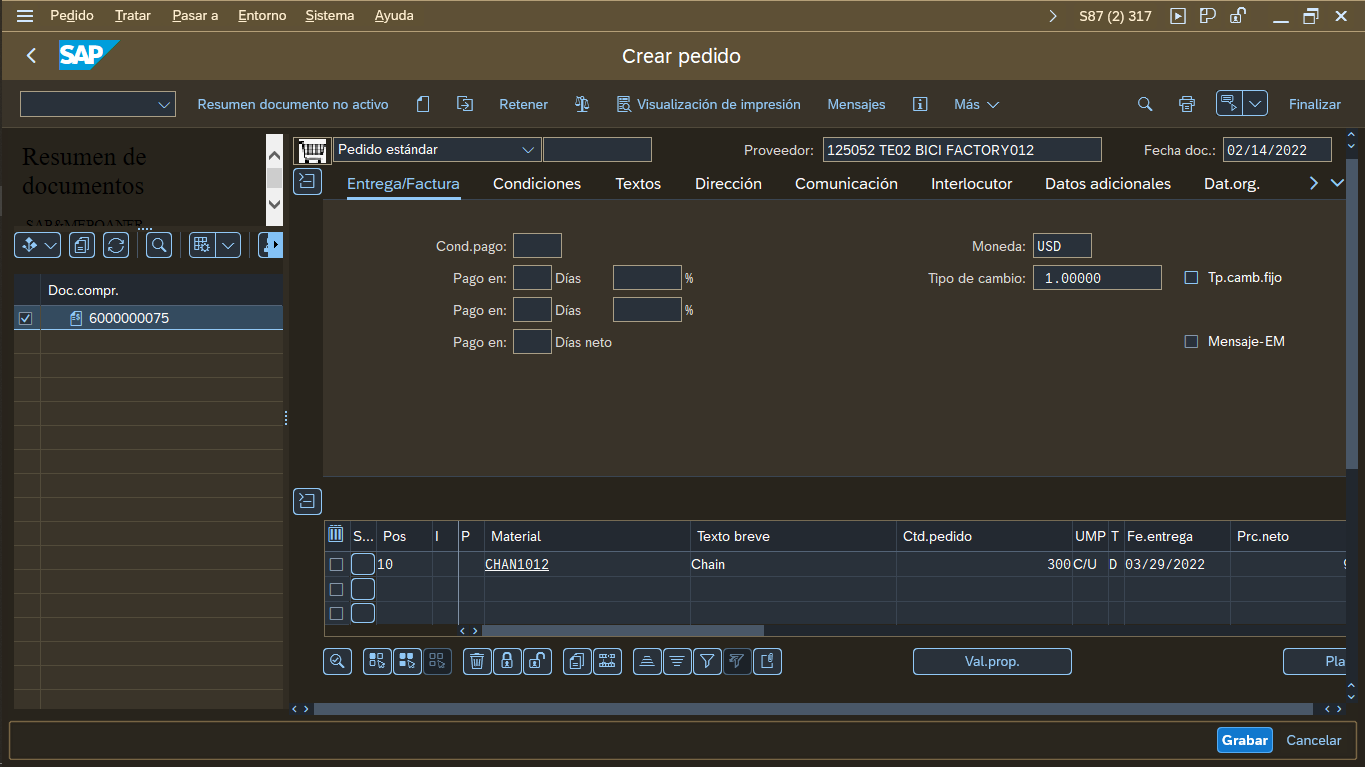 Pedido Tratar Pasar a Entorno Sistema Ayuda S87 (2) 317
SAP Crear pedido
Resumen documento no activo Retener Visualización de impresión Mensajes Más Finalizar
Resumen de
documentos
Pedido estándar Proveedor: 125052 TE02 BICI FACTORY012 Fecha doc.: 02/14/2022
Entrega/Factura Condiciones Textos Dirección Comunicación Interlocutor Datos adicionales Dat.org.
Cond.pago: Moneda: USD
Pago en: Días % Tipo de cambio: 1.00000 Tp.camb.fijo
Pago en: Días %
Pago en: Días neto Mensaje-EM
Doc.compr.
6000000075
S... Pos I P Material Texto breve Ctd.pedido UMP T Fe.entrega Prc.neto
10 CHAN1012 Chain 300 C/U D 03/29/2022
Val.prop. Pla
Grabar Cancelar